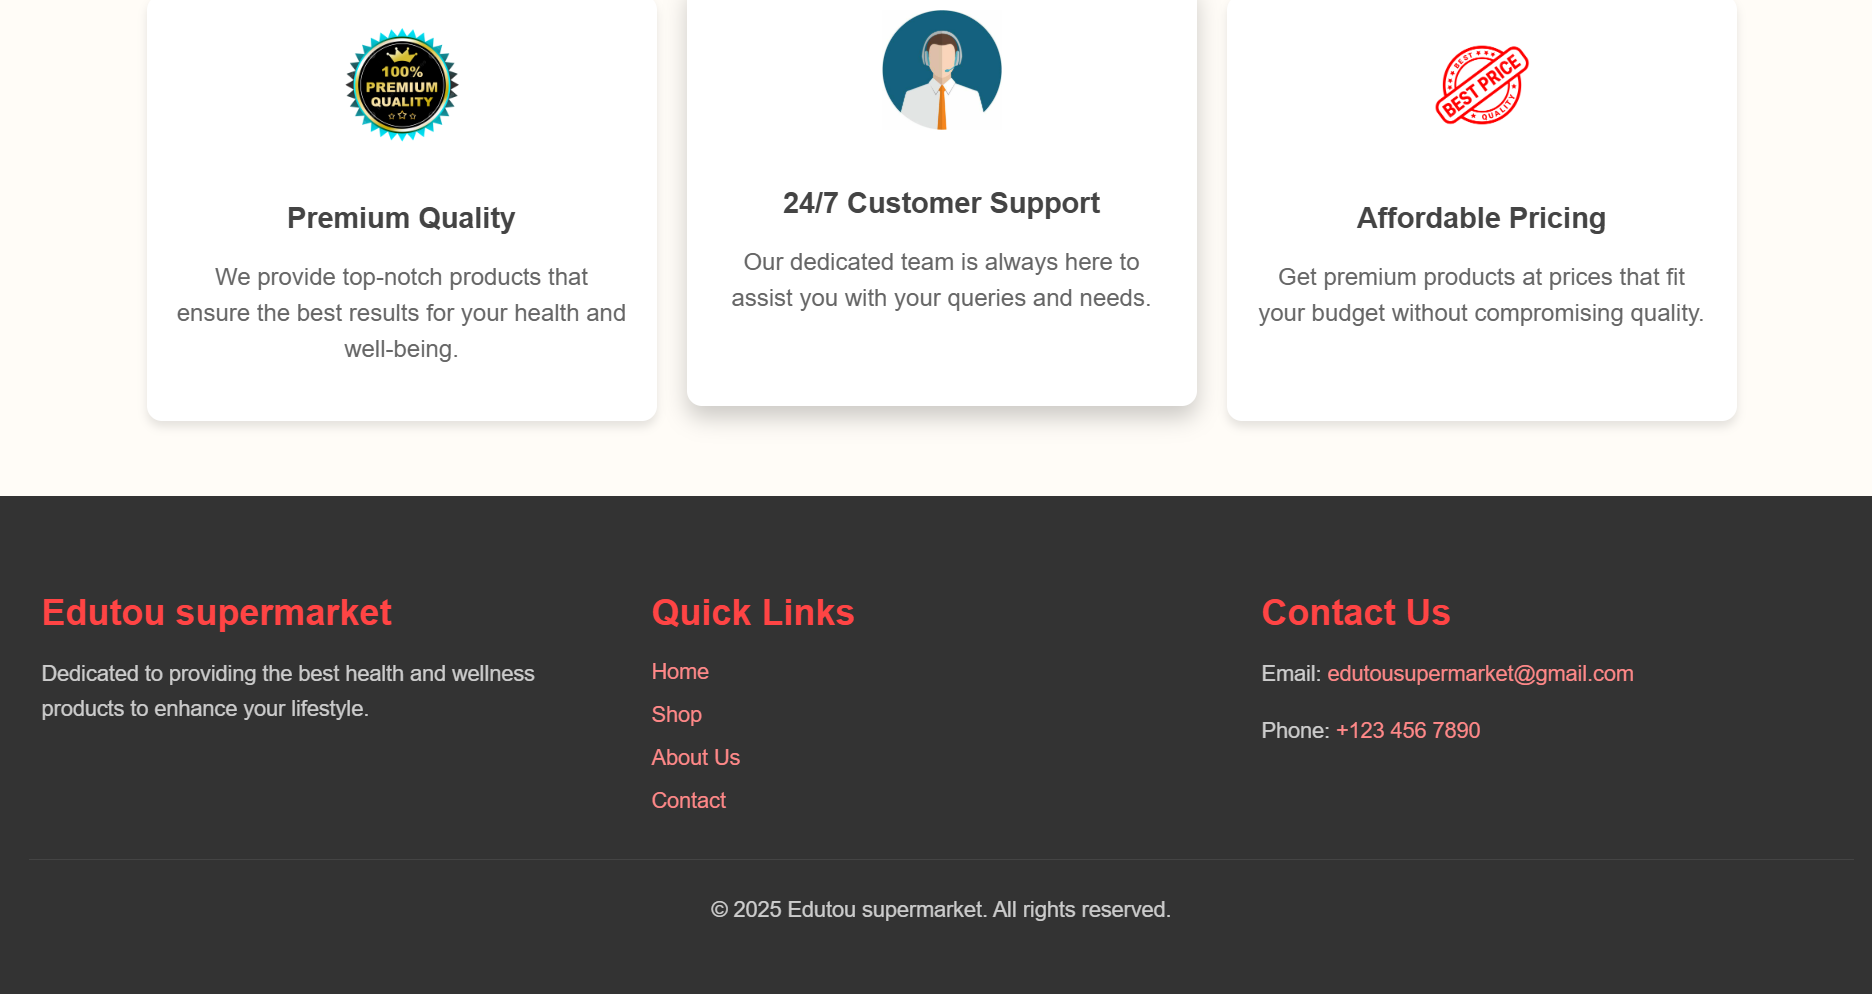 100%
PREMIUM
QUALITY
BEST
BEST PRICE
QUALITY
Premium Quality
We provide top-notch products that
ensure the best results for your health and
well-being.
24/7 Customer Support
Our dedicated team is always here to
assist you with your queries and needs.
Affordable Pricing
Get premium products at prices that fit
your budget without compromising quality.
Edutou supermarket
Dedicated to providing the best health and wellness
products to enhance your lifestyle.
Quick Links
Home
Shop
About Us
Contact
Contact Us
Email: edutousupermarket@gmail.com
Phone: +123 456 7890
© 2025 Edutou supermarket. All rights reserved.